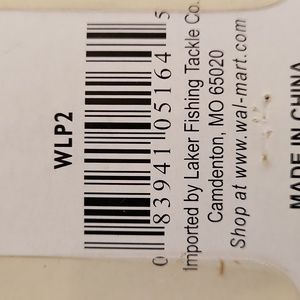 WLP2
0 83941 05164 5
Imported by Laker Fishing Tackle Co.
Camdenton, MO 65020
Shop at www.wal-mart.com
MADE IN CHINA